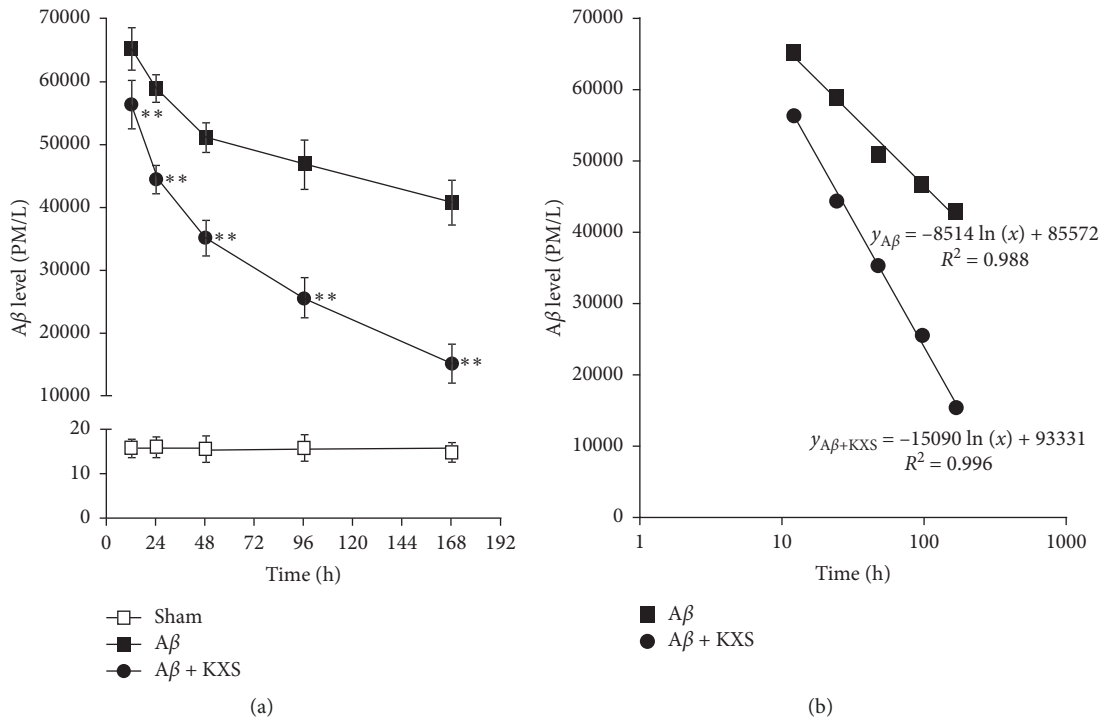 70000
60000
50000
40000
30000
20000
10000
20
10
0
Aβ level (PM/L)
**
**
**
**
**
0 24 48 72 96 120 144 168 192
Time (h)
Sham
Aβ
Aβ + KXS
(a)
70000
60000
50000
40000
30000
20000
10000
0
Aβ level (PM/L)
y_Aβ = –8514 ln (x) + 85572
R² = 0.988
y_Aβ+KXS = –15090 ln (x) + 93331
R² = 0.996
1 10 100 1000
Time (h)
Aβ
Aβ + KXS
(b)